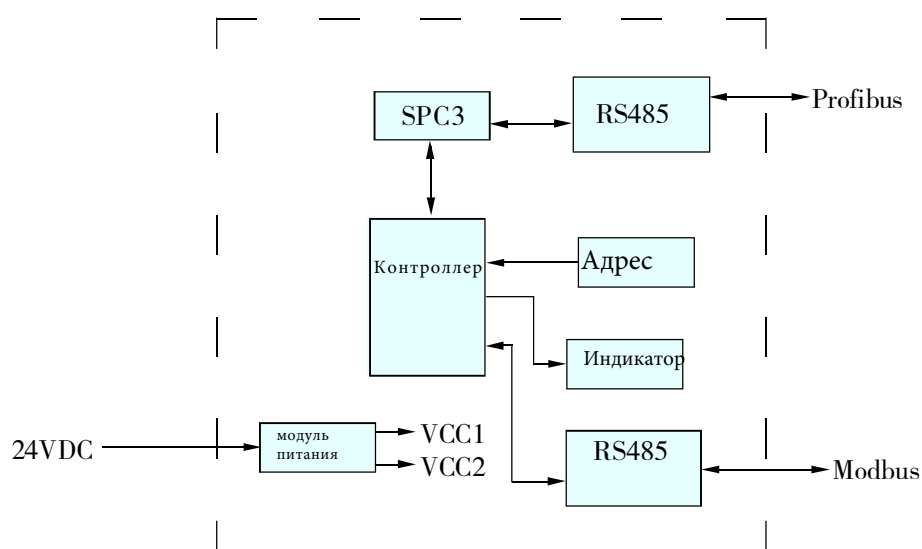 SPC3
RS485
Profibus
Контроллер
Адрес
Индикатор
24VDC
модуль
питания
VCC1
VCC2
RS485
Modbus